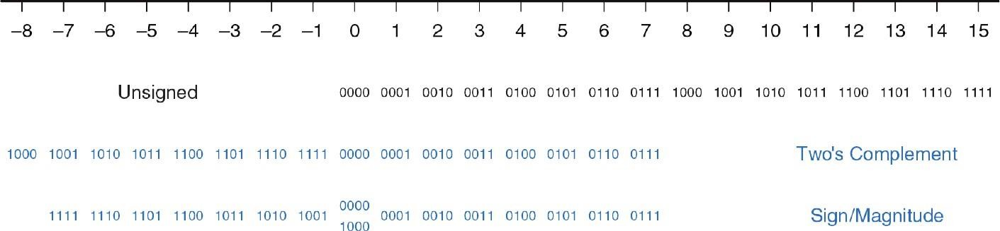 –8 –7 –6 –5 –4 –3 –2 –1 0 1 2 3 4 5 6 7 8 9 10 11 12 13 14 15
Unsigned 0000 0001 0010 0011 0100 0101 0110 0111 1000 1001 1010 1011 1100 1101 1110 1111
1000 1001 1010 1011 1100 1101 1110 1111 0000 0001 0010 0011 0100 0101 0110 0111 Two's Complement
0000
1111 1110 1101 1100 1011 1010 1001 0001 0010 0011 0100 0101 0110 0111 Sign/Magnitude
1000